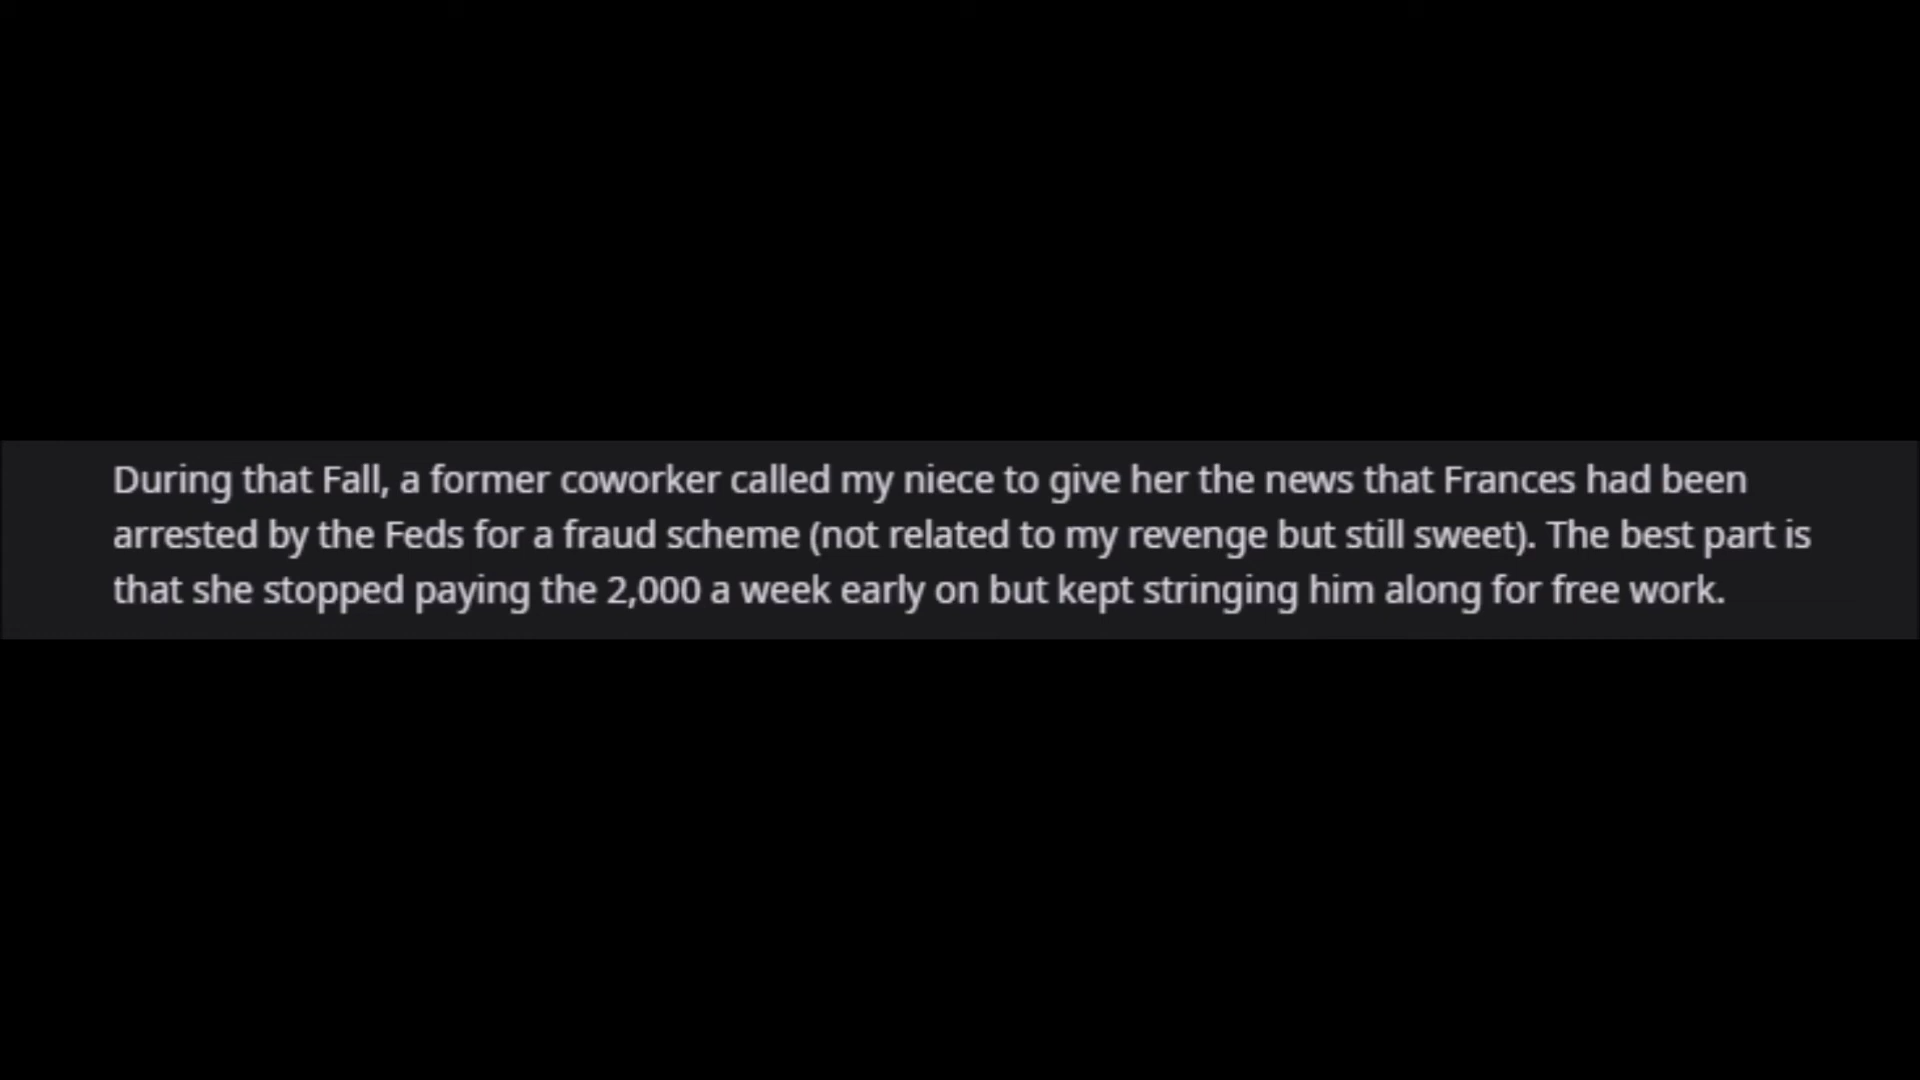 During that Fall, a former coworker called my niece to give her the news that Frances had been
arrested by the Feds for a fraud scheme (not related to my revenge but still sweet). The best part is
that she stopped paying the 2,000 a week early on but kept stringing him along for free work.